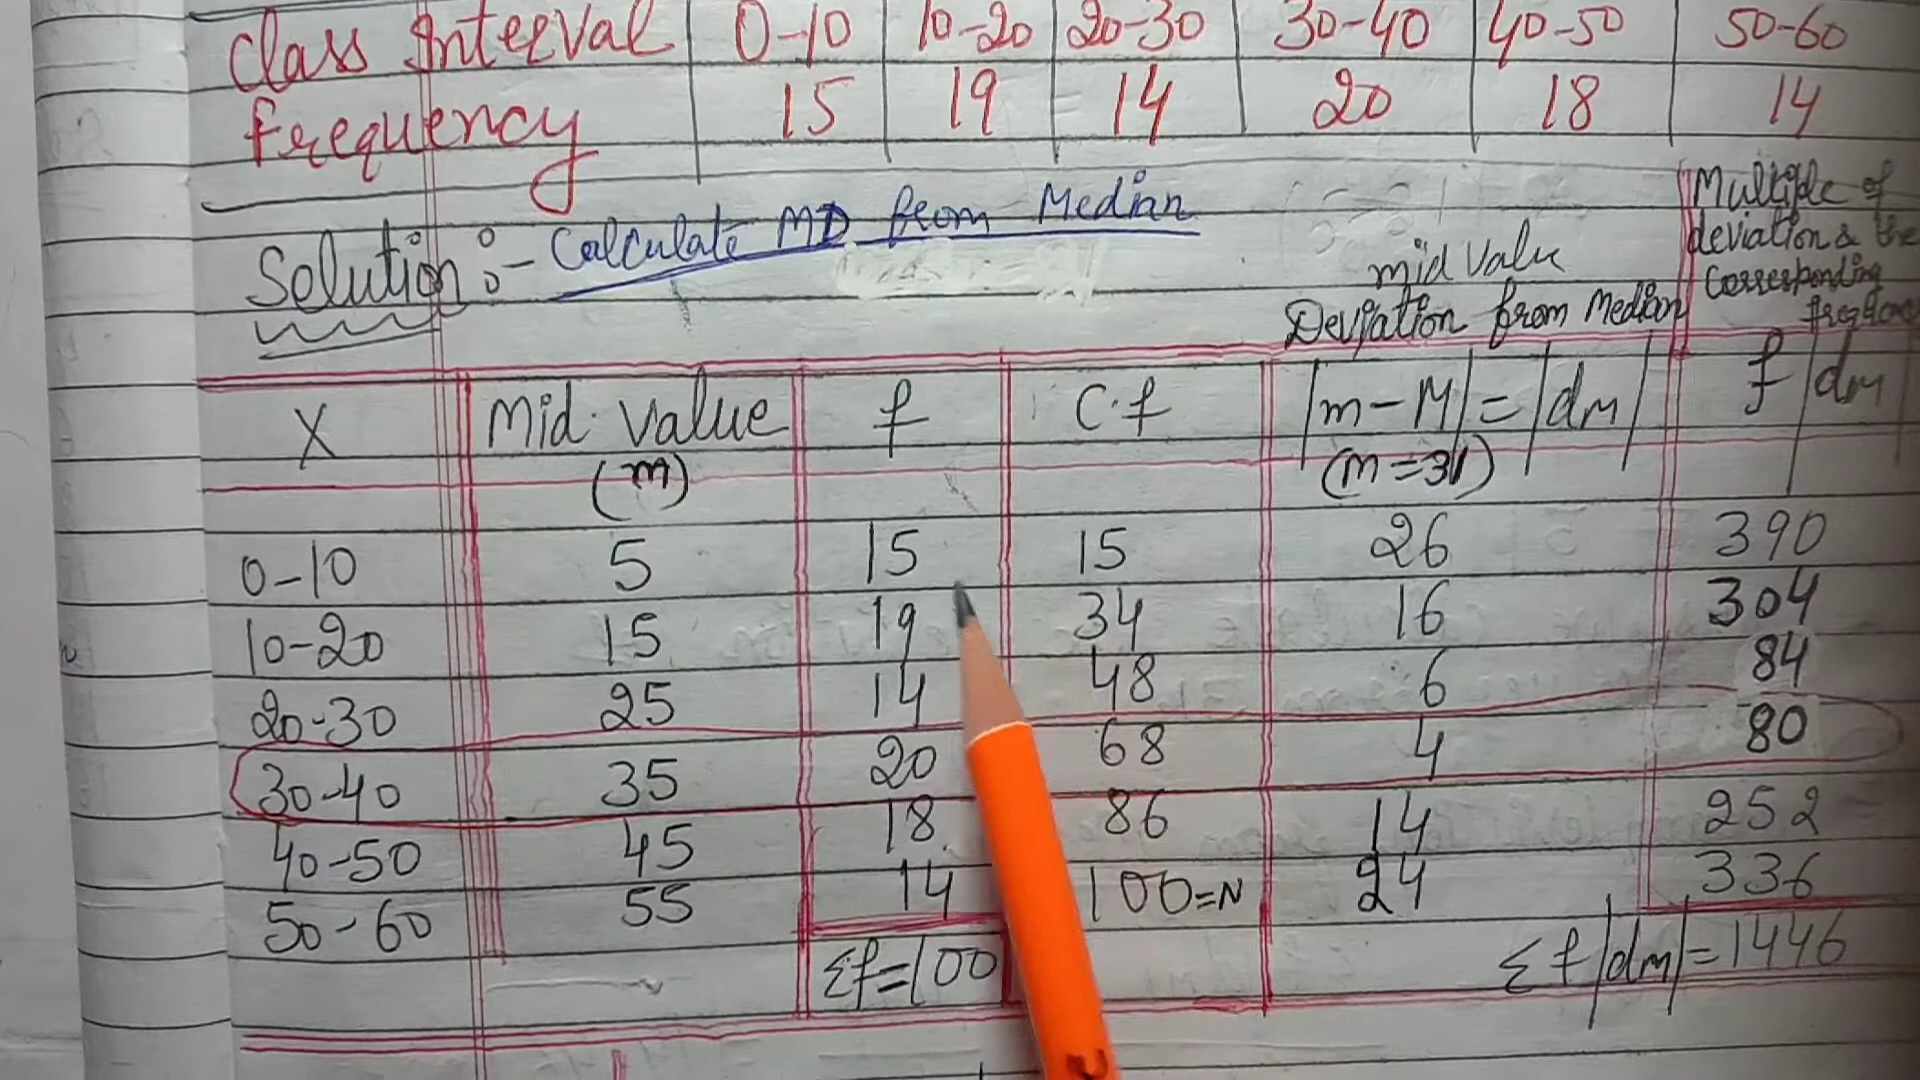 Class Interval 0-10 10-20 20-30 30-40 40-50 50-60
frequency 15 19 14 20 18 14
Solution :- Calculate MD from Median
mid value
Deviation from Median
Multiple of
deviation & the
Corresponding
frequency
X Mid. Value f C.f |m-M|=|dM| f|dM|
(m) (M=31)
0-10 5 15 15 26 390
10-20 15 19 34 16 304
20-30 25 14 48 6 84
30-40 35 20 68 4 80
40-50 45 18 86 14 252
50-60 55 14 100=N 24 336
Σf=100 Σf|dM|=1446